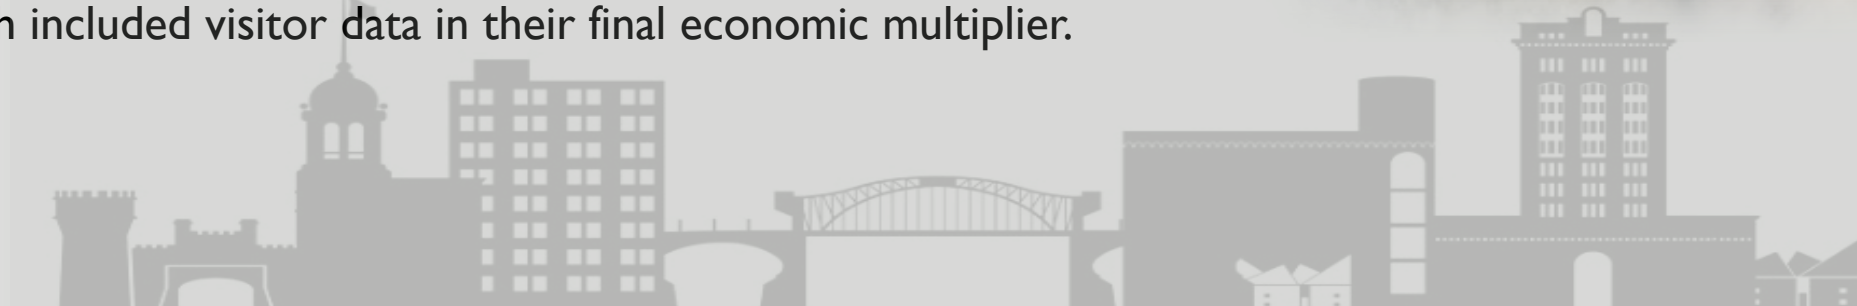 included visitor data in their final economic multiplier.